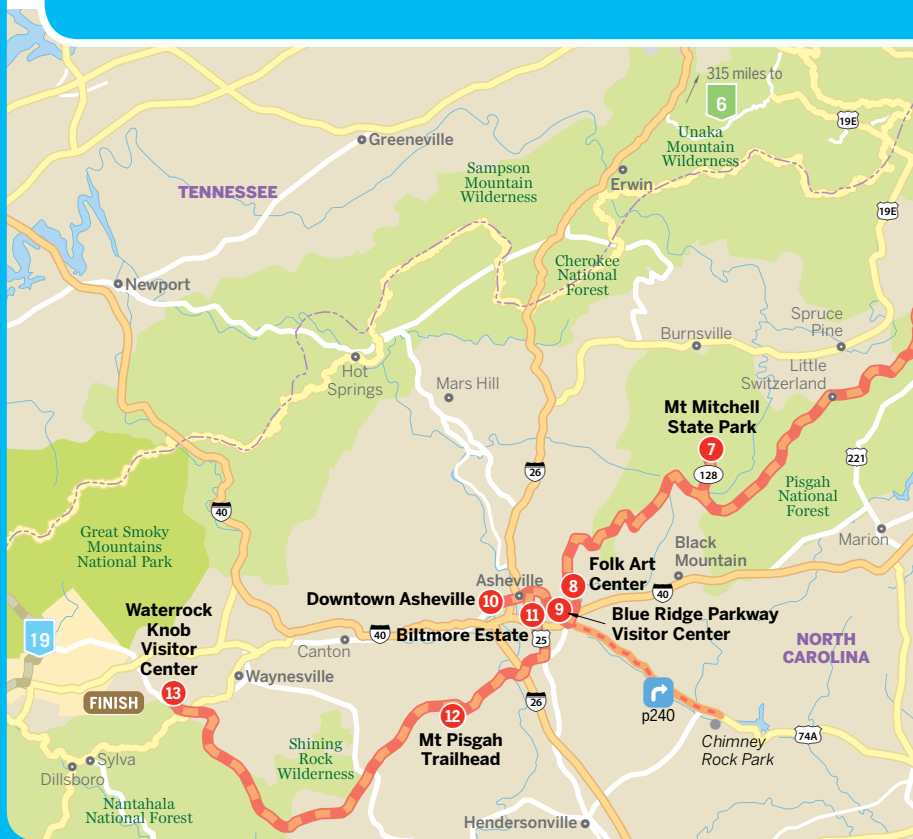 315 miles to
6
19E
Unaka
Mountain
Wilderness
Greeneville
Sampson
Mountain
Wilderness
TENNESSEE
Erwin
19E
Cherokee
National
Forest
Newport
Spruce
Pine
Burnsville
Hot
Springs
Mars Hill
Little
Switzerland
Mt Mitchell
State Park
7
128
221
26
Pisgah
National
Forest
40
Great Smoky
Mountains
National Park
Marion
Black
Mountain
Folk Art
Center
8
Asheville
40
Downtown Asheville
10
Waterrock
Knob
Visitor
Center
11
9
Blue Ridge Parkway
Visitor Center
19
40
Biltmore Estate
25
NORTH
CAROLINA
Canton
Waynesville
FINISH
13
26
p240
12
Mt Pisgah
Trailhead
74A
Chimney
Rock Park
Shining
Rock
Wilderness
Sylva
Dillsboro
Nantahala
National Forest
Hendersonville